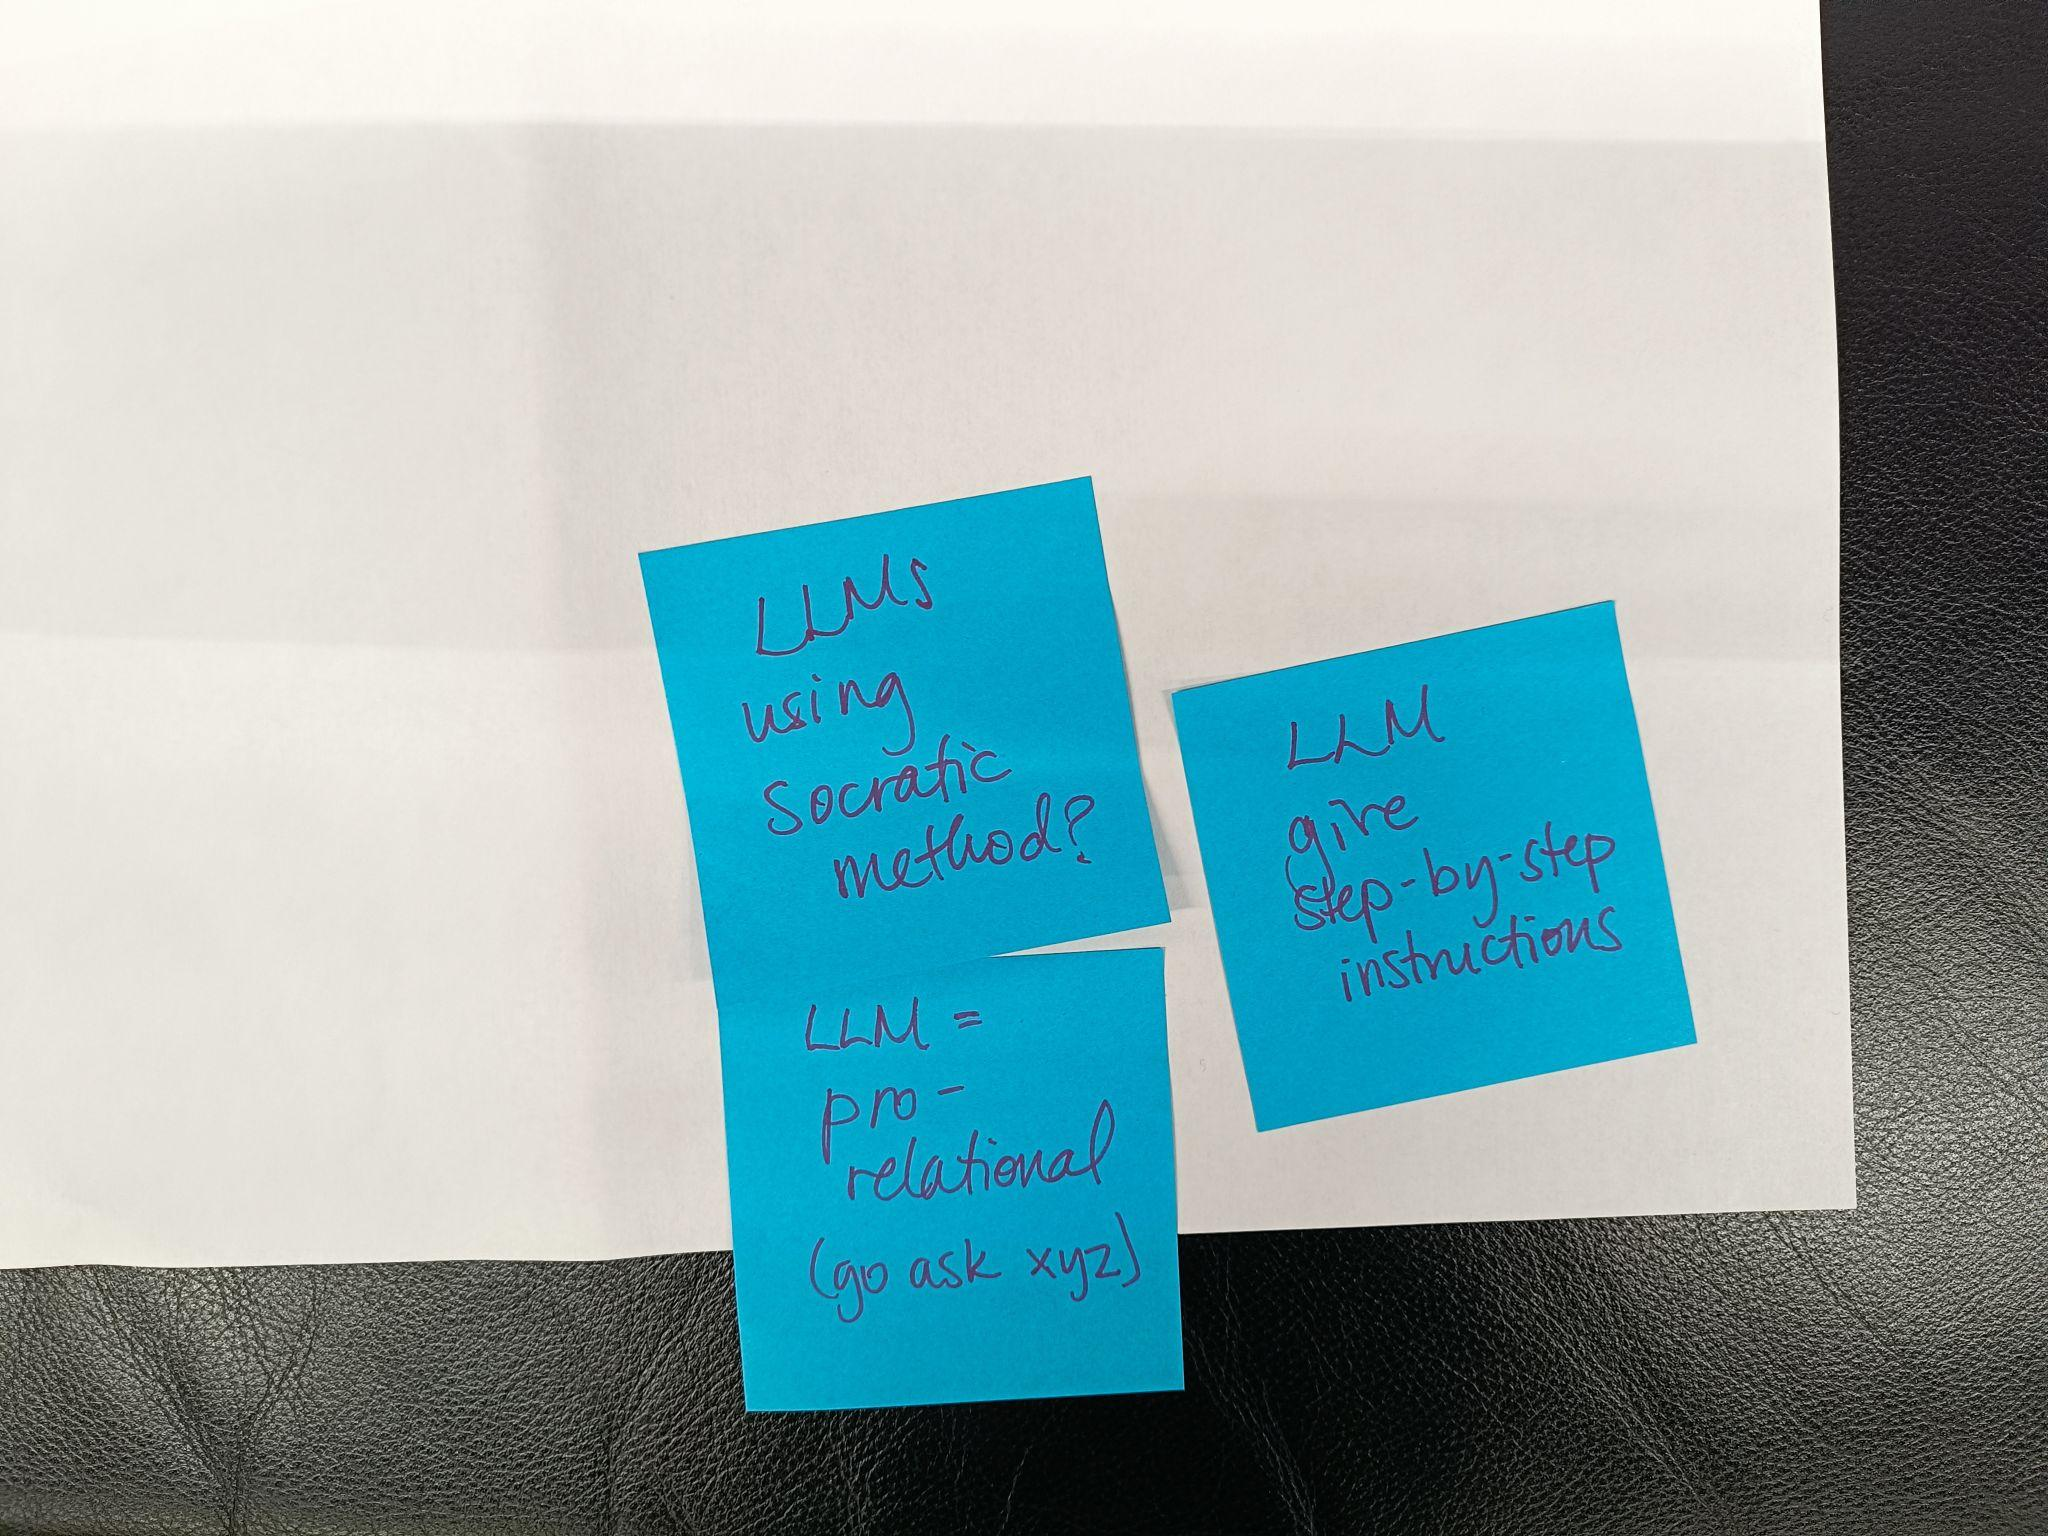 LLMs
using
Socratic
method?
LLM =
pro-
relational
(go ask xyz)
LLM
give
step-by-step
instructions